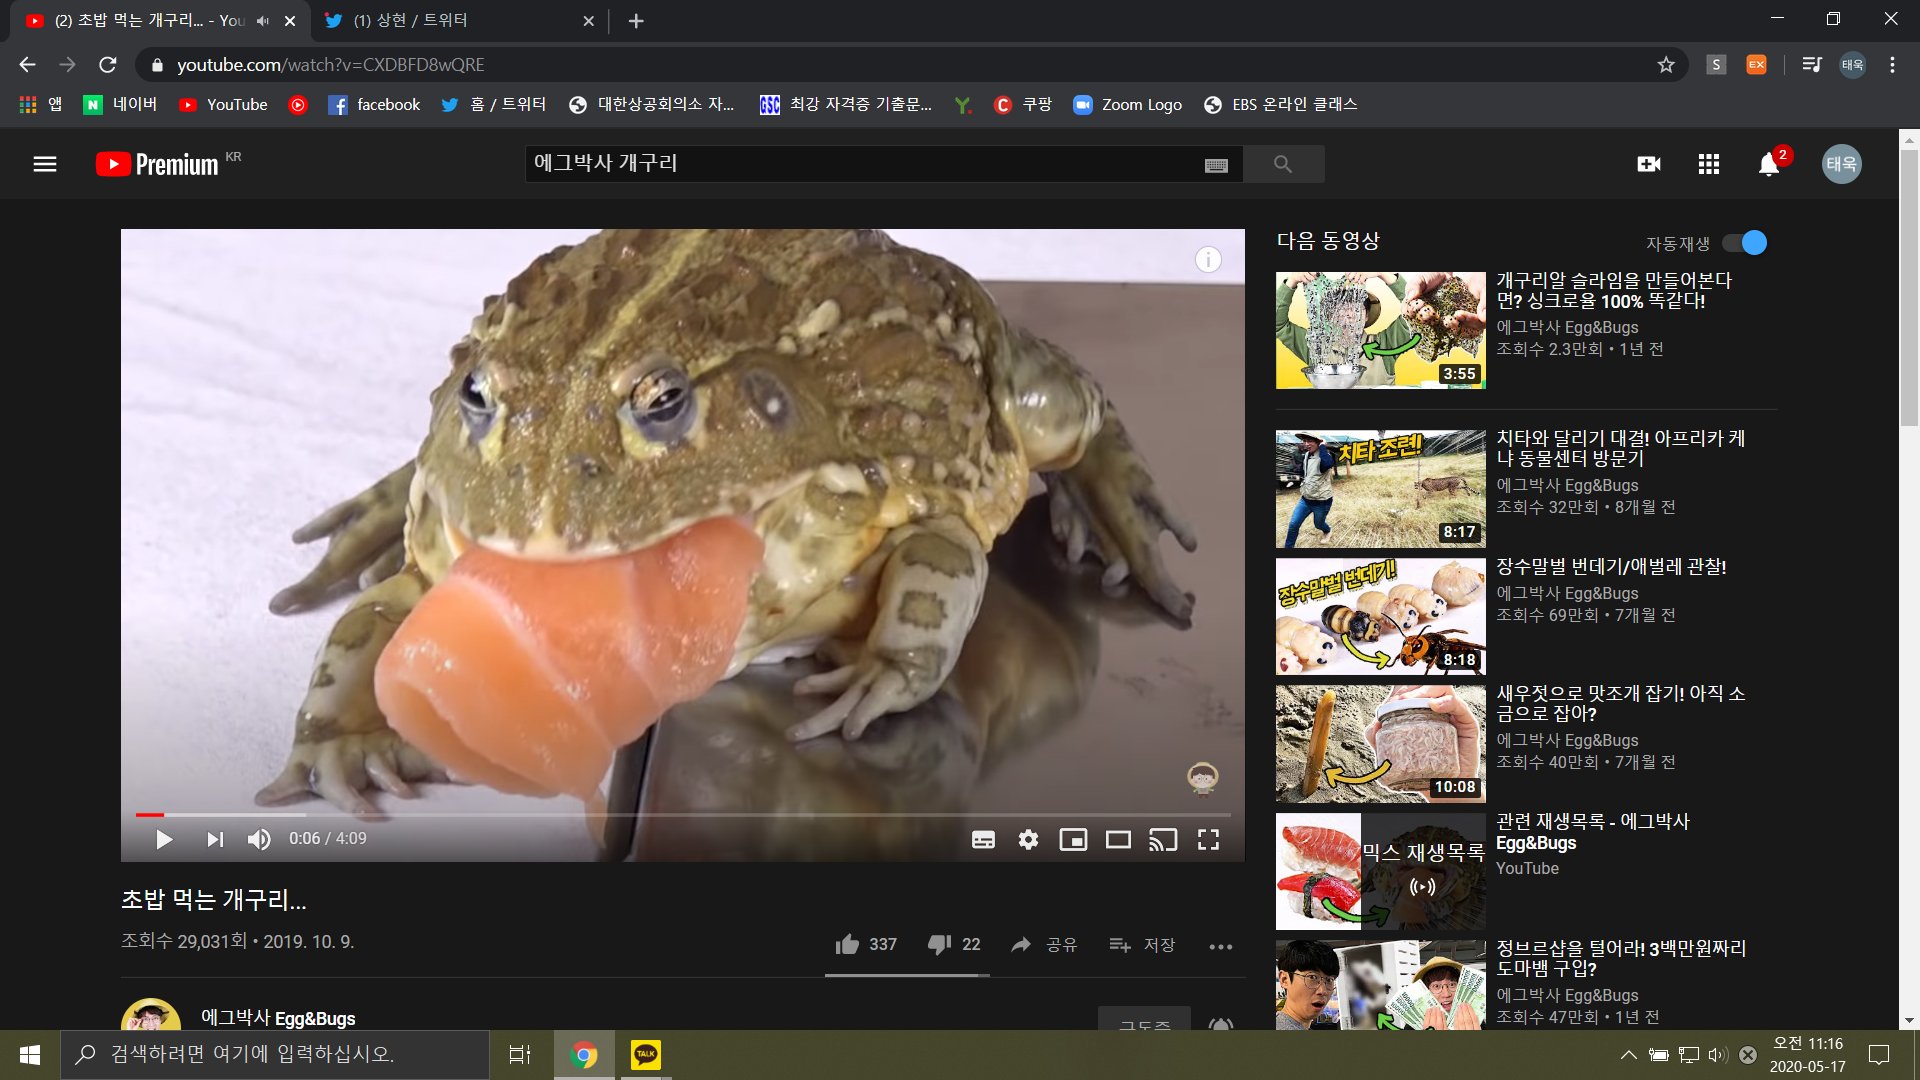 (2) 초밥 먹는 개구리... - You
(1) 상현 / 트위터
youtube.com/watch?v=CXDBFD8wQRE
S
EX
태욱
앱
N 네이버
YouTube
facebook
홈 / 트위터
대한상공회의소 자...
GSC 최강 자격증 기출문...
Y.
C 쿠팡
Zoom Logo
EBS 온라인 클래스
Premium KR
에그박사 개구리
2
태욱
다음 동영상
자동재생
개구리알 슬라임을 만들어본다
면? 싱크로율 100% 똑같다!
에그박사 Egg&Bugs
조회수 2.3만회 • 1년 전
3:55
치타 조련!
치타와 달리기 대결! 아프리카 케
냐 동물센터 방문기
에그박사 Egg&Bugs
조회수 32만회 • 8개월 전
8:17
장수말벌 번데기!
장수말벌 번데기/애벌레 관찰!
에그박사 Egg&Bugs
조회수 69만회 • 7개월 전
8:18
새우젓으로 맛조개 잡기! 아직 소
금으로 잡아?
에그박사 Egg&Bugs
조회수 40만회 • 7개월 전
10:08
믹스 재생목록
관련 재생목록 - 에그박사
Egg&Bugs
YouTube
정브르샵을 털어라! 3백만원짜리
도마뱀 구입?
에그박사 Egg&Bugs
조회수 47만회 • 1년 전
0:06 / 4:09
초밥 먹는 개구리...
조회수 29,031회 • 2019. 10. 9.
337
22
공유
저장
에그박사 Egg&Bugs
구독중
검색하려면 여기에 입력하십시오.
TALK
오전 11:16
2020-05-17